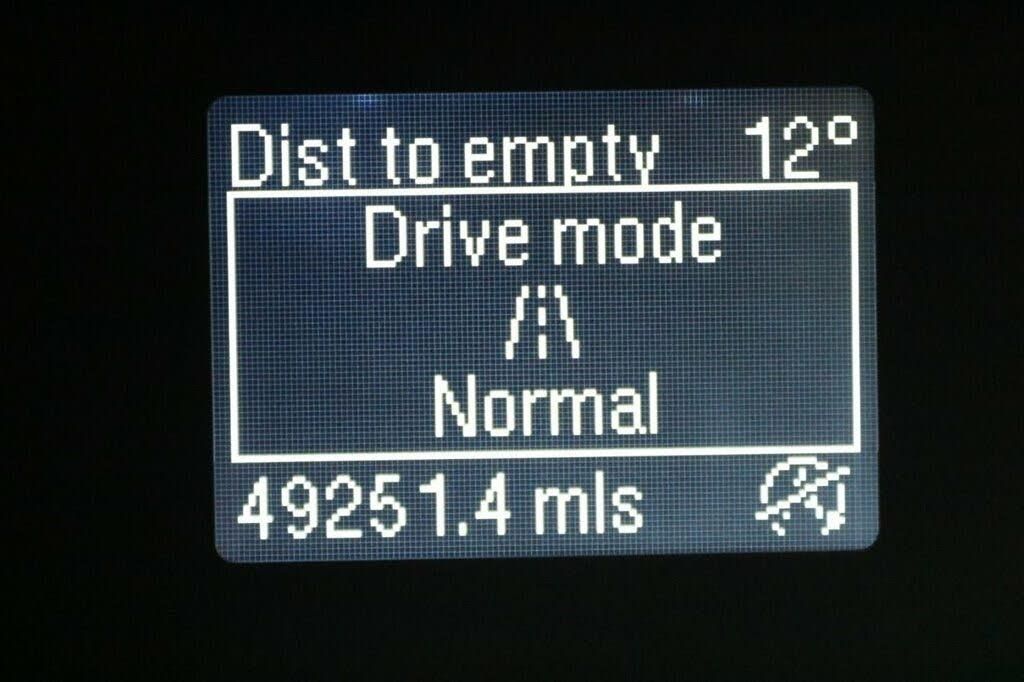 Dist to empty 12°
Drive mode
Normal
49251.4 mls